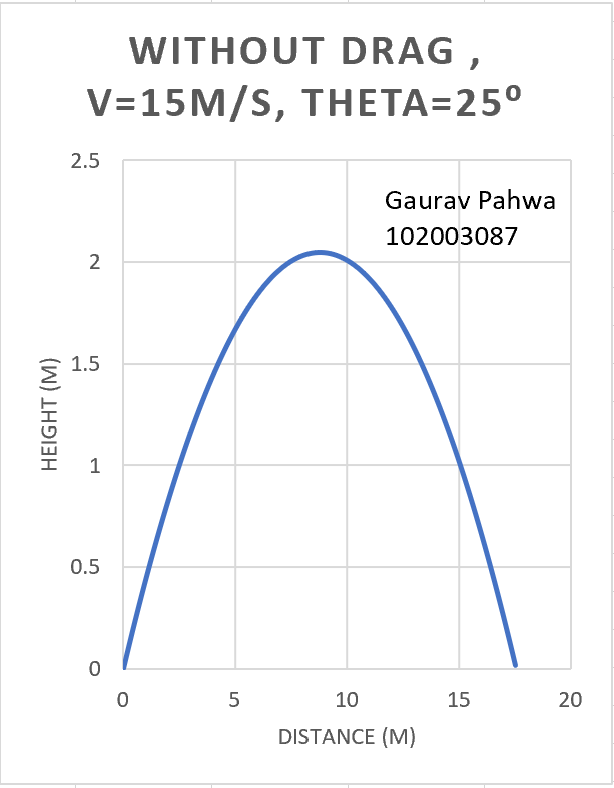 WITHOUT DRAG ,
V=15M/S, THETA=25⁰
Gaurav Pahwa
102003087
2.5
2
1.5
1
0.5
0
HEIGHT (M)
0 5 10 15 20
DISTANCE (M)